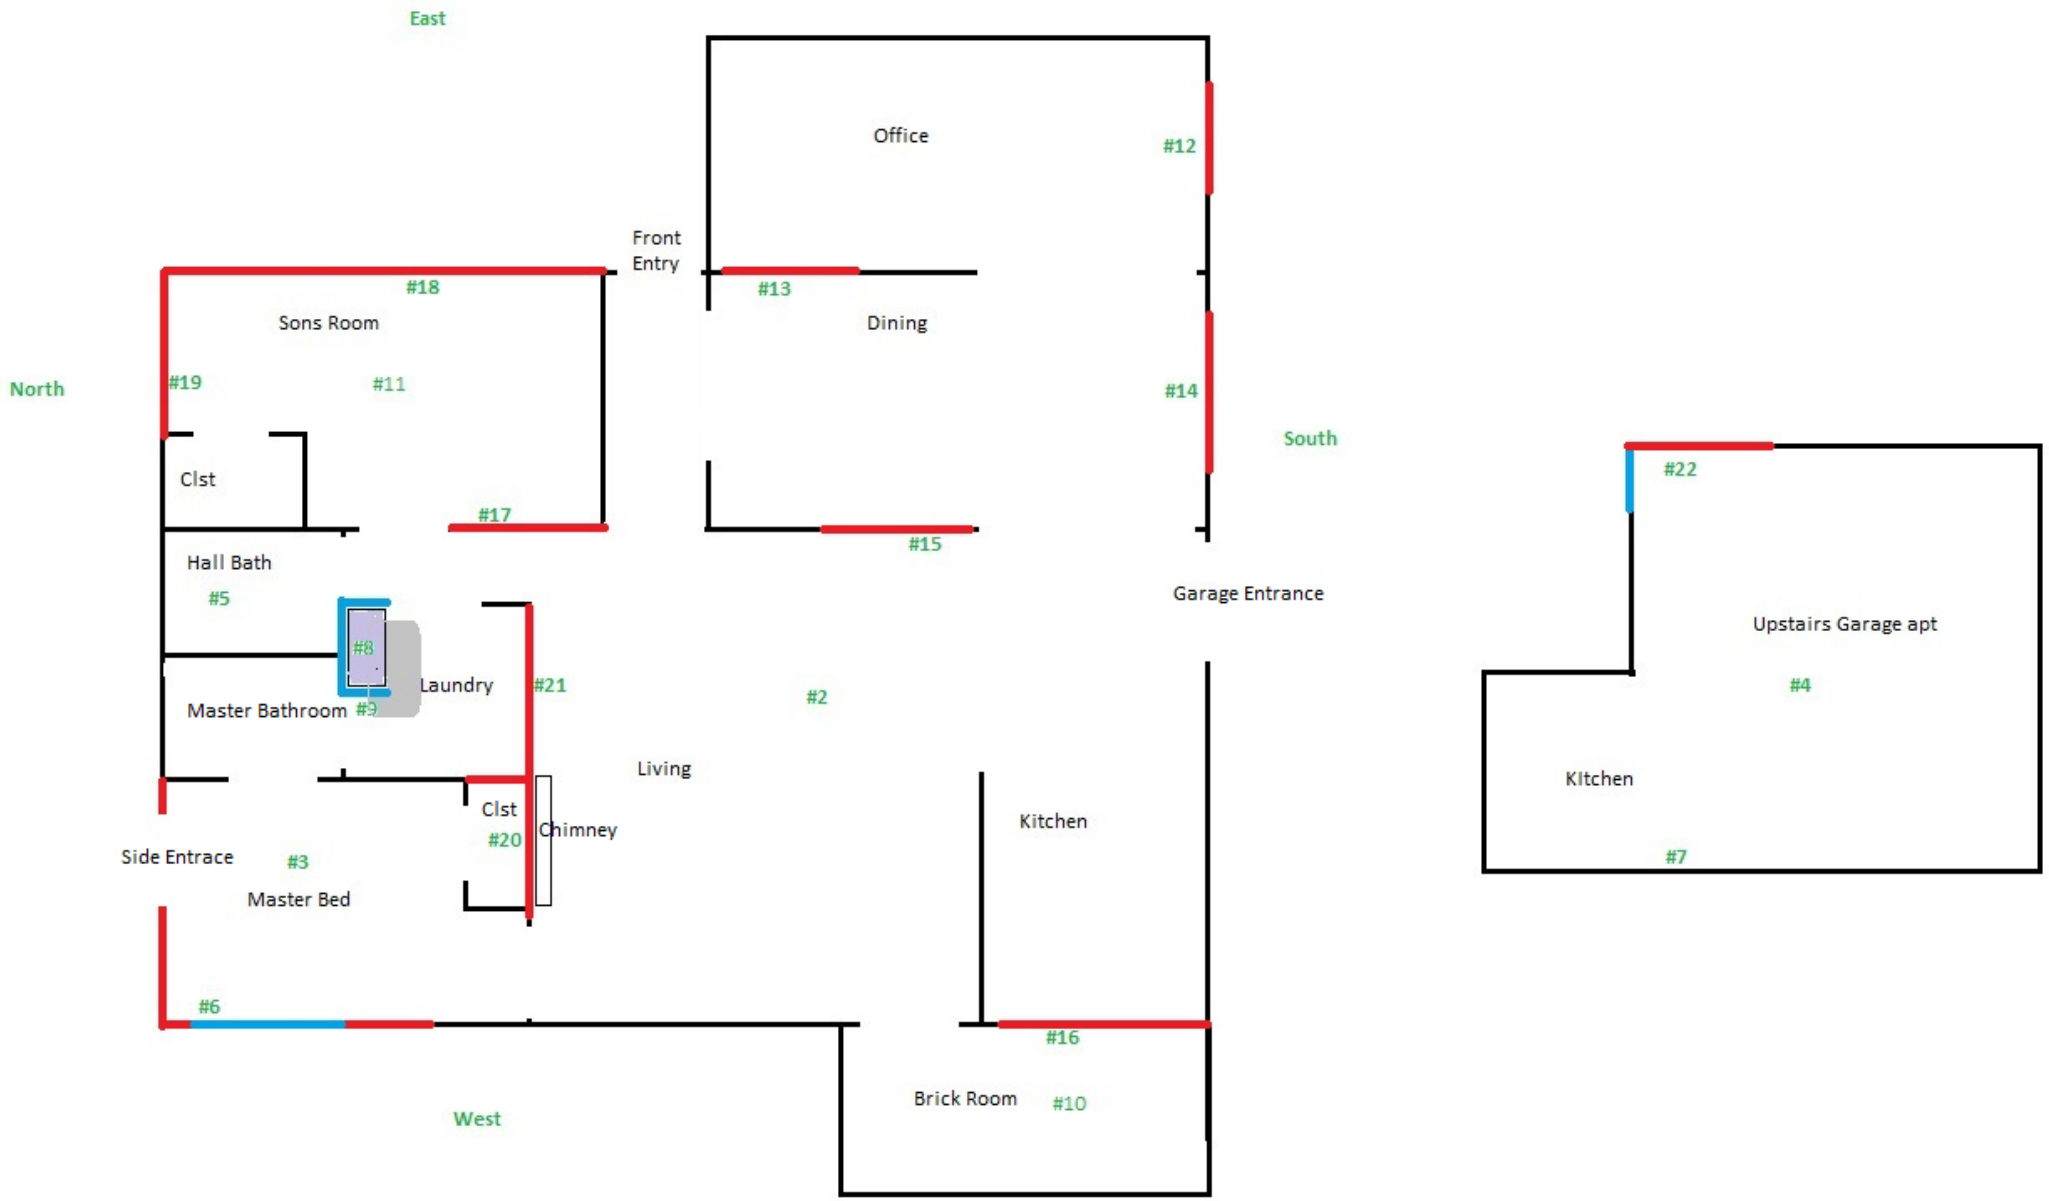 East
Office
#12
Front
Entry
#18
#13
Sons Room
Dining
#19
#11
North
#14
South
#22
Clst
#17
#15
Hall Bath
#5
Garage Entrance
Upstairs Garage apt
#8
Laundry
#21
#2
#4
Master Bathroom
#9
Living
KItchen
Clst
Chimney
#20
Kitchen
Side Entrace
#3
Master Bed
#7
#6
#16
Brick Room
#10
West